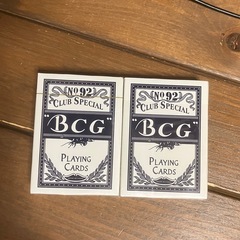 No 92
CLUB SPECIAL
"BCG"
PLAYING
CARDS
No 92
CLUB SPECIAL
"BCG"
PLAYING
CARDS